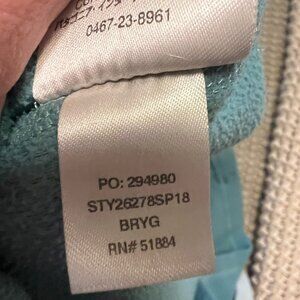 0467-23-8961
PO: 294980
STY26278SP18
BRYG
RN# 51884